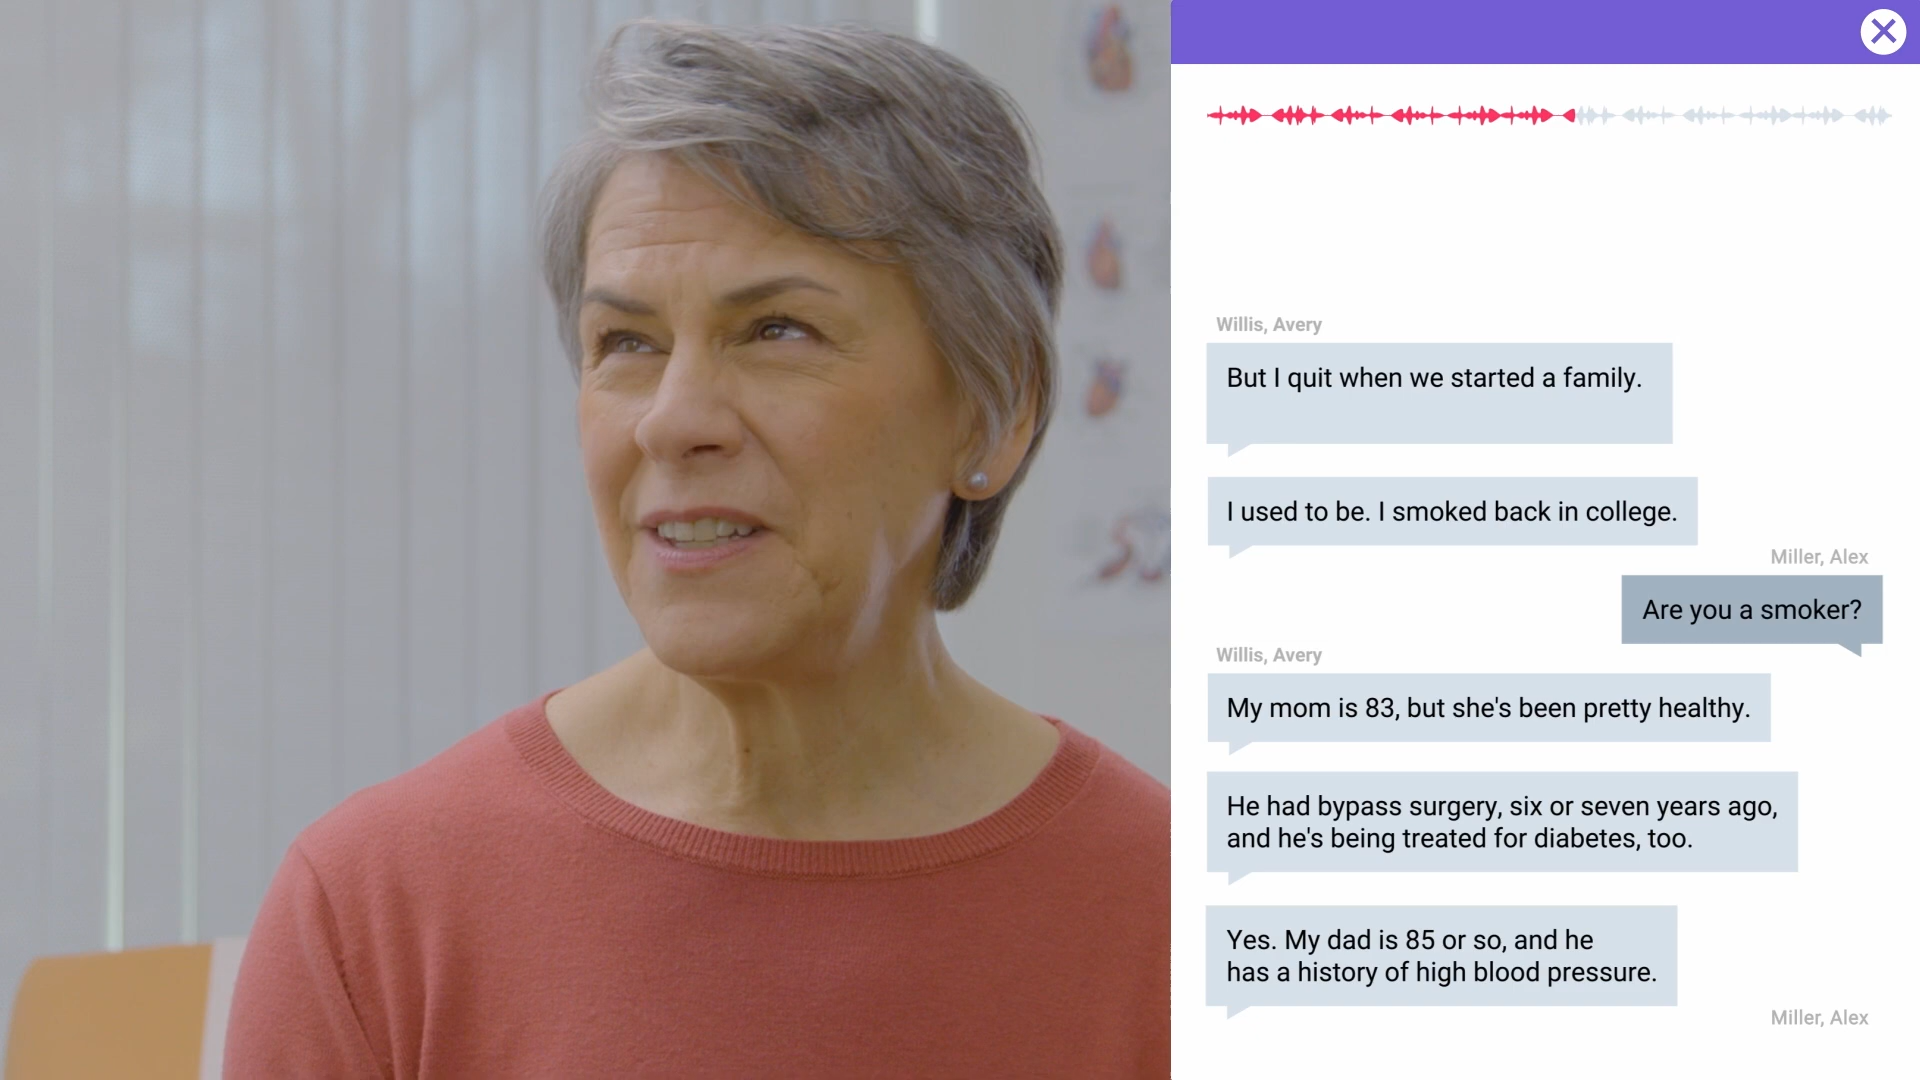 Willis, Avery
But I quit when we started a family.
I used to be. I smoked back in college.
Miller, Alex
Are you a smoker?
Willis, Avery
My mom is 83, but she's been pretty healthy.
He had bypass surgery, six or seven years ago,
and he's being treated for diabetes, too.
Yes. My dad is 85 or so, and he
has a history of high blood pressure.
Miller, Alex